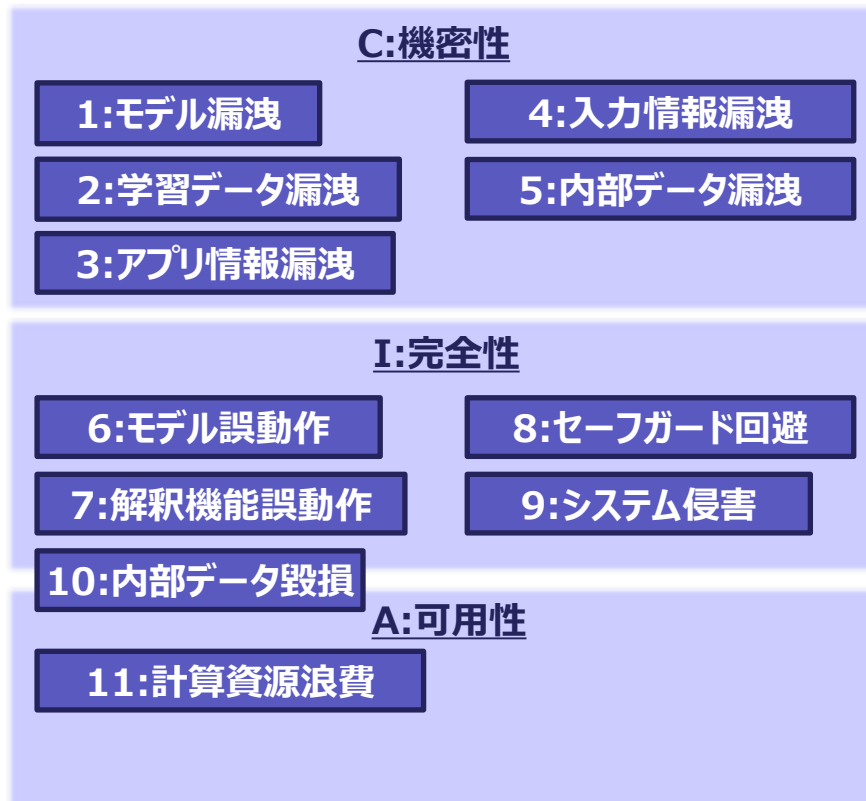 C:機密性
1:モデル漏洩
2:学習データ漏洩
3:アプリ情報漏洩
4:入力情報漏洩
5:内部データ漏洩
I:完全性
6:モデル誤動作
7:解釈機能誤動作
8:セーフガード回避
9:システム侵害
10:内部データ毀損
A:可用性
11:計算資源浪費